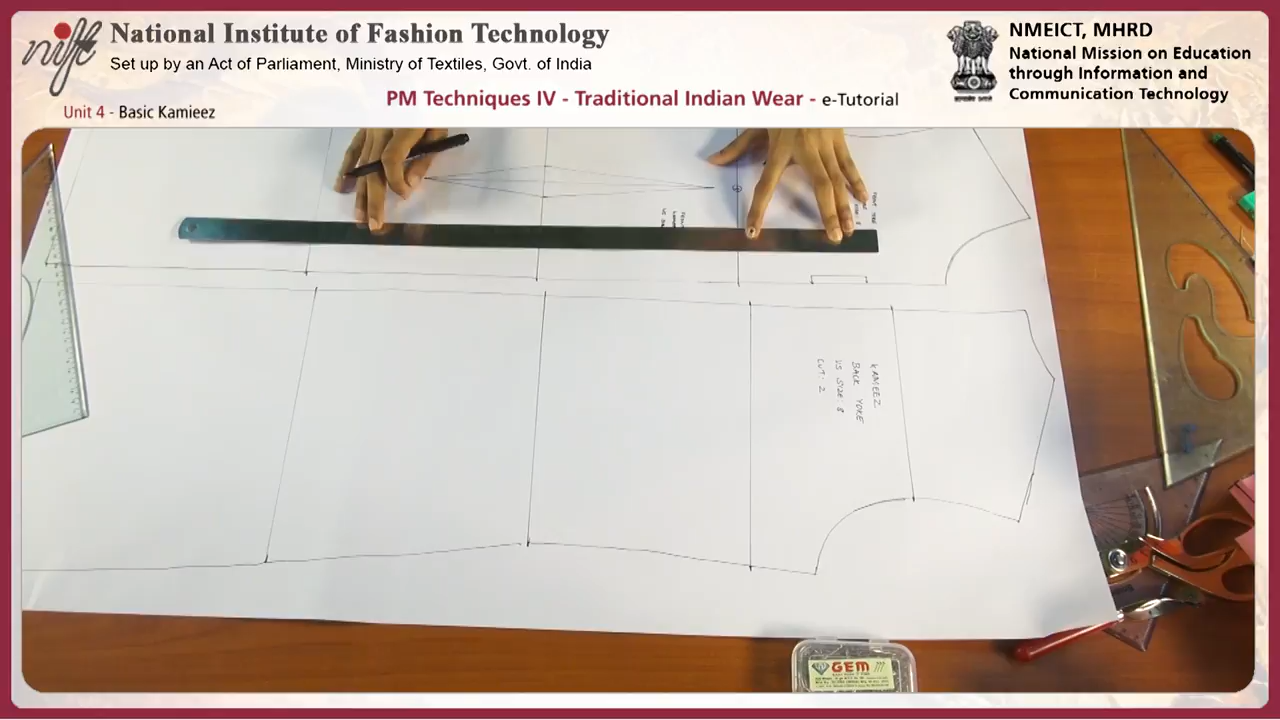 nift
National Institute of Fashion Technology
Set up by an Act of Parliament, Ministry of Textiles, Govt. of India
NMEICT, MHRD
National Mission on Education
through Information and
Communication Technology
PM Techniques IV - Traditional Indian Wear - e-Tutorial
Unit 4 - Basic Kamieez
KAMEEZ
BACK YOKE
US SIZE: 8
CUT: 2
GEM 777